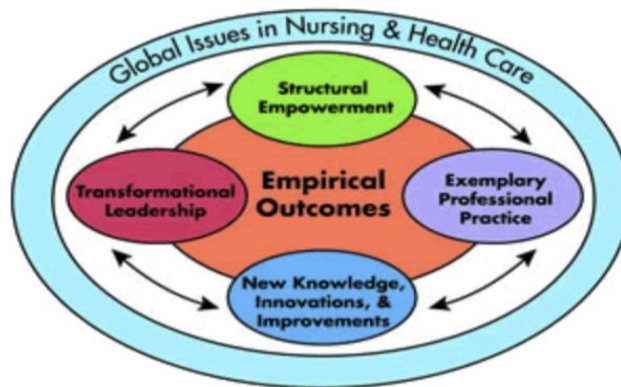 Global Issues in Nursing & Health Care
Structural
Empowerment
Transformational
Leadership
Empirical
Outcomes
Exemplary
Professional
Practice
New Knowledge,
Innovations, &
Improvements